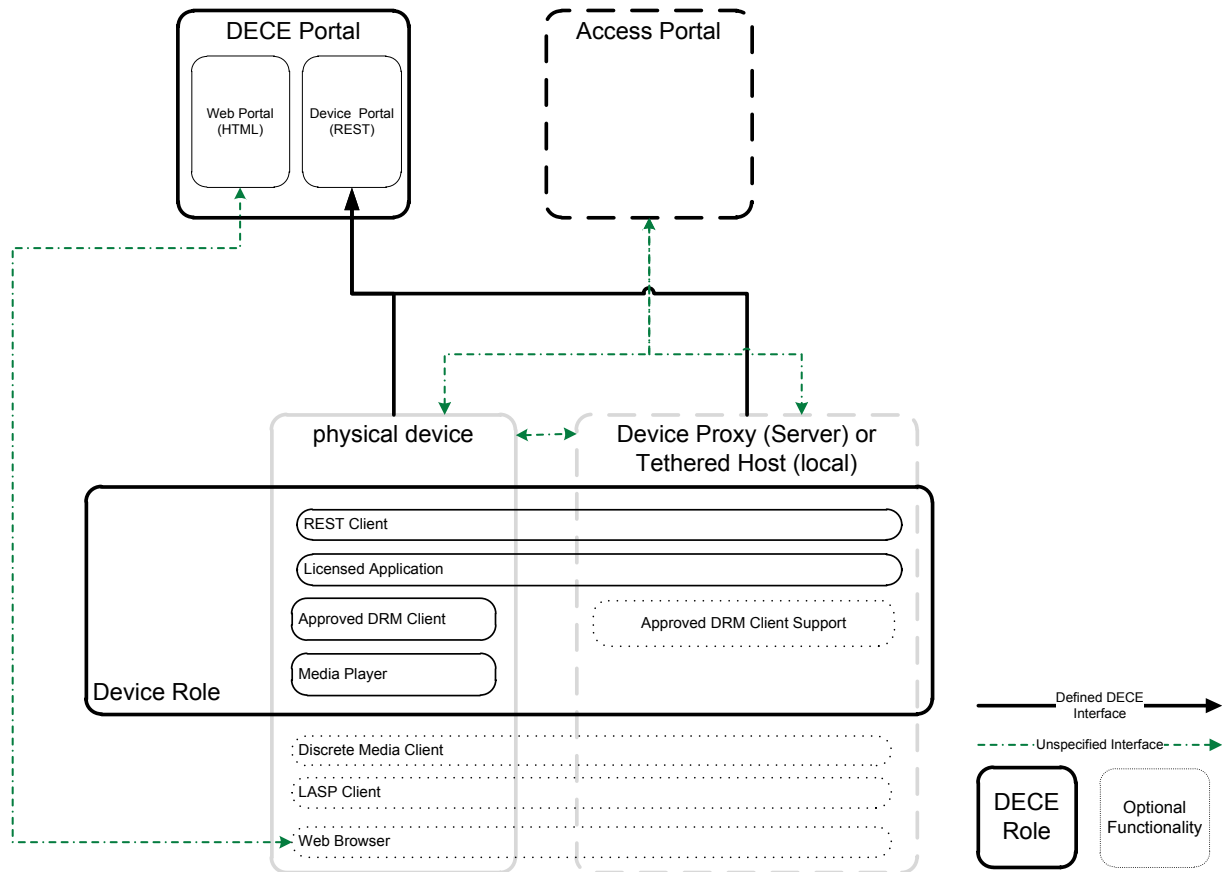 DECE Portal
Access Portal
Web Portal
(HTML)
Device Portal
(REST)
physical device
Device Proxy (Server) or
Tethered Host (local)
REST Client
Licensed Application
Approved DRM Client
Approved DRM Client Support
Media Player
Device Role
Discrete Media Client
LASP Client
Web Browser
Defined DECE
Interface
Unspecified Interface
DECE
Role
Optional
Functionality